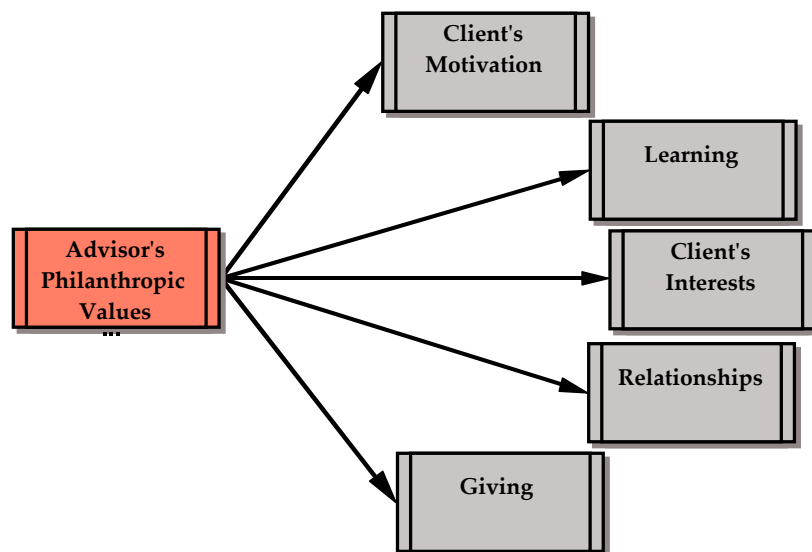 Client's
Motivation
Learning
Advisor's
Philanthropic
Values
Client's
Interests
Relationships
Giving